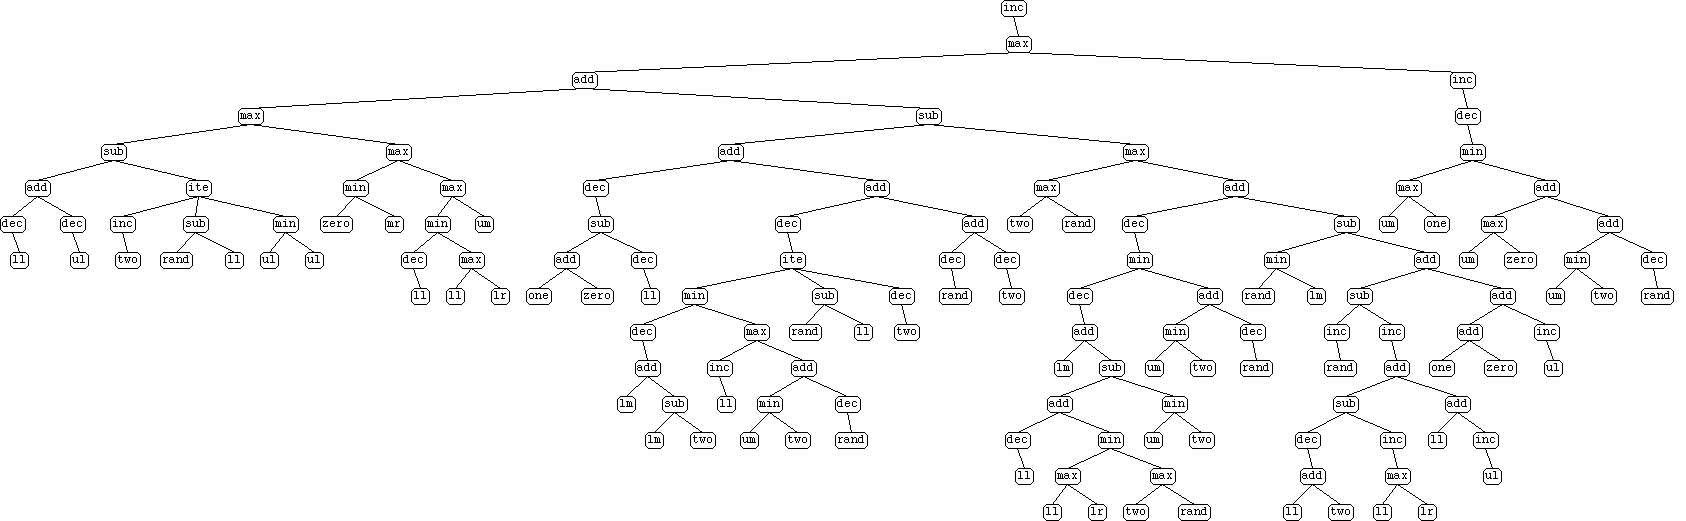 inc
max
add inc
max sub dec
sub max add max min
add ite min max dec add max add max add
dec dec inc sub min zero mr min um sub dec add two rand dec sub um one max add
ll ul two rand ll ul ul dec max add dec ite dec dec min min add um zero min dec
ll ll lr one zero ll min sub dec rand two dec add rand lm sub add um two rand
dec max rand ll two add min dec inc inc add inc
add inc add lm sub um two rand rand add one zero ul
lm sub ll min dec add min sub add
lm two um two rand dec min um two dec inc ll inc
ll max max add max ul
ll lr two rand ll two ll lr